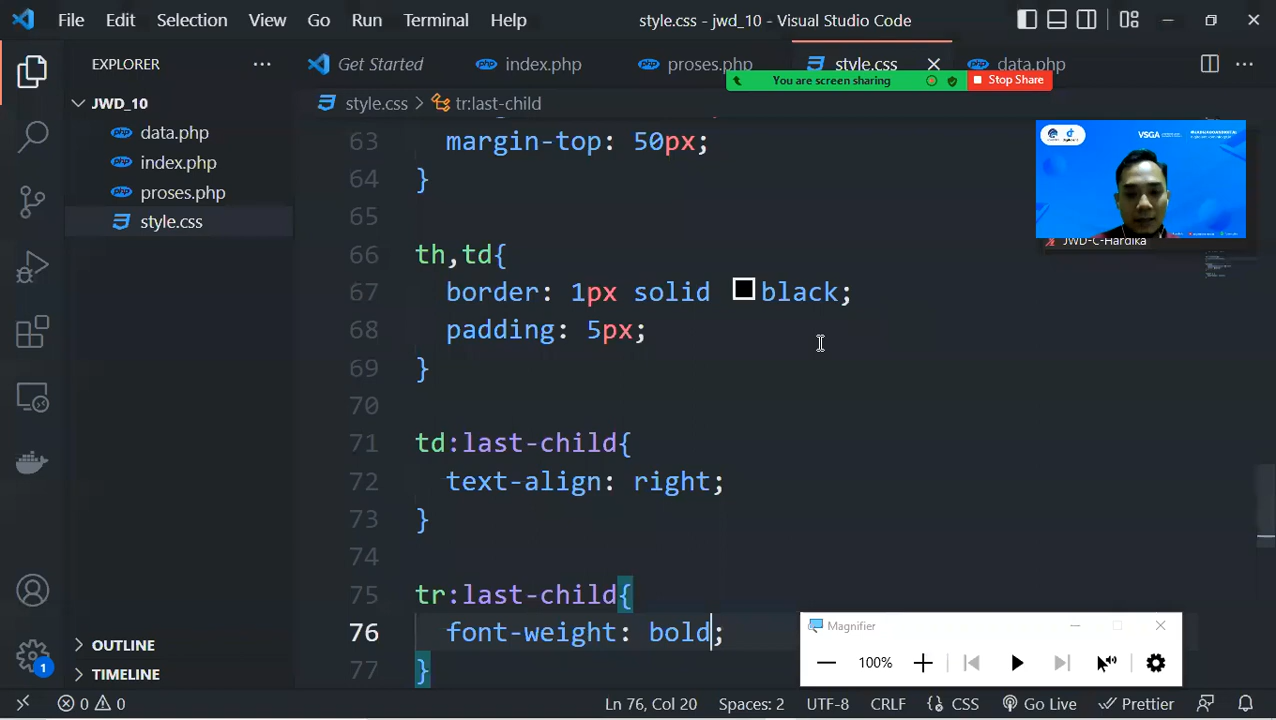 File Edit Selection View Go Run Terminal Help
style.css - jwd_10 - Visual Studio Code
EXPLORER
Get Started
index.php
proses.php
style.css
data.php
You are screen sharing
Stop Share
JWD_10
data.php
index.php
proses.php
style.css
style.css > tr:last-child
63 margin-top: 50px;
64 }
65
66 th,td{
67 border: 1px solid black;
68 padding: 5px;
69 }
70
71 td:last-child{
72 text-align: right;
73 }
74
75 tr:last-child{
76 font-weight: bold;
77 }
VSGA
JWD-C-Hardika
Magnifier
100%
OUTLINE
TIMELINE
1
0 0
Ln 76, Col 20
Spaces: 2
UTF-8
CRLF
CSS
Go Live
Prettier